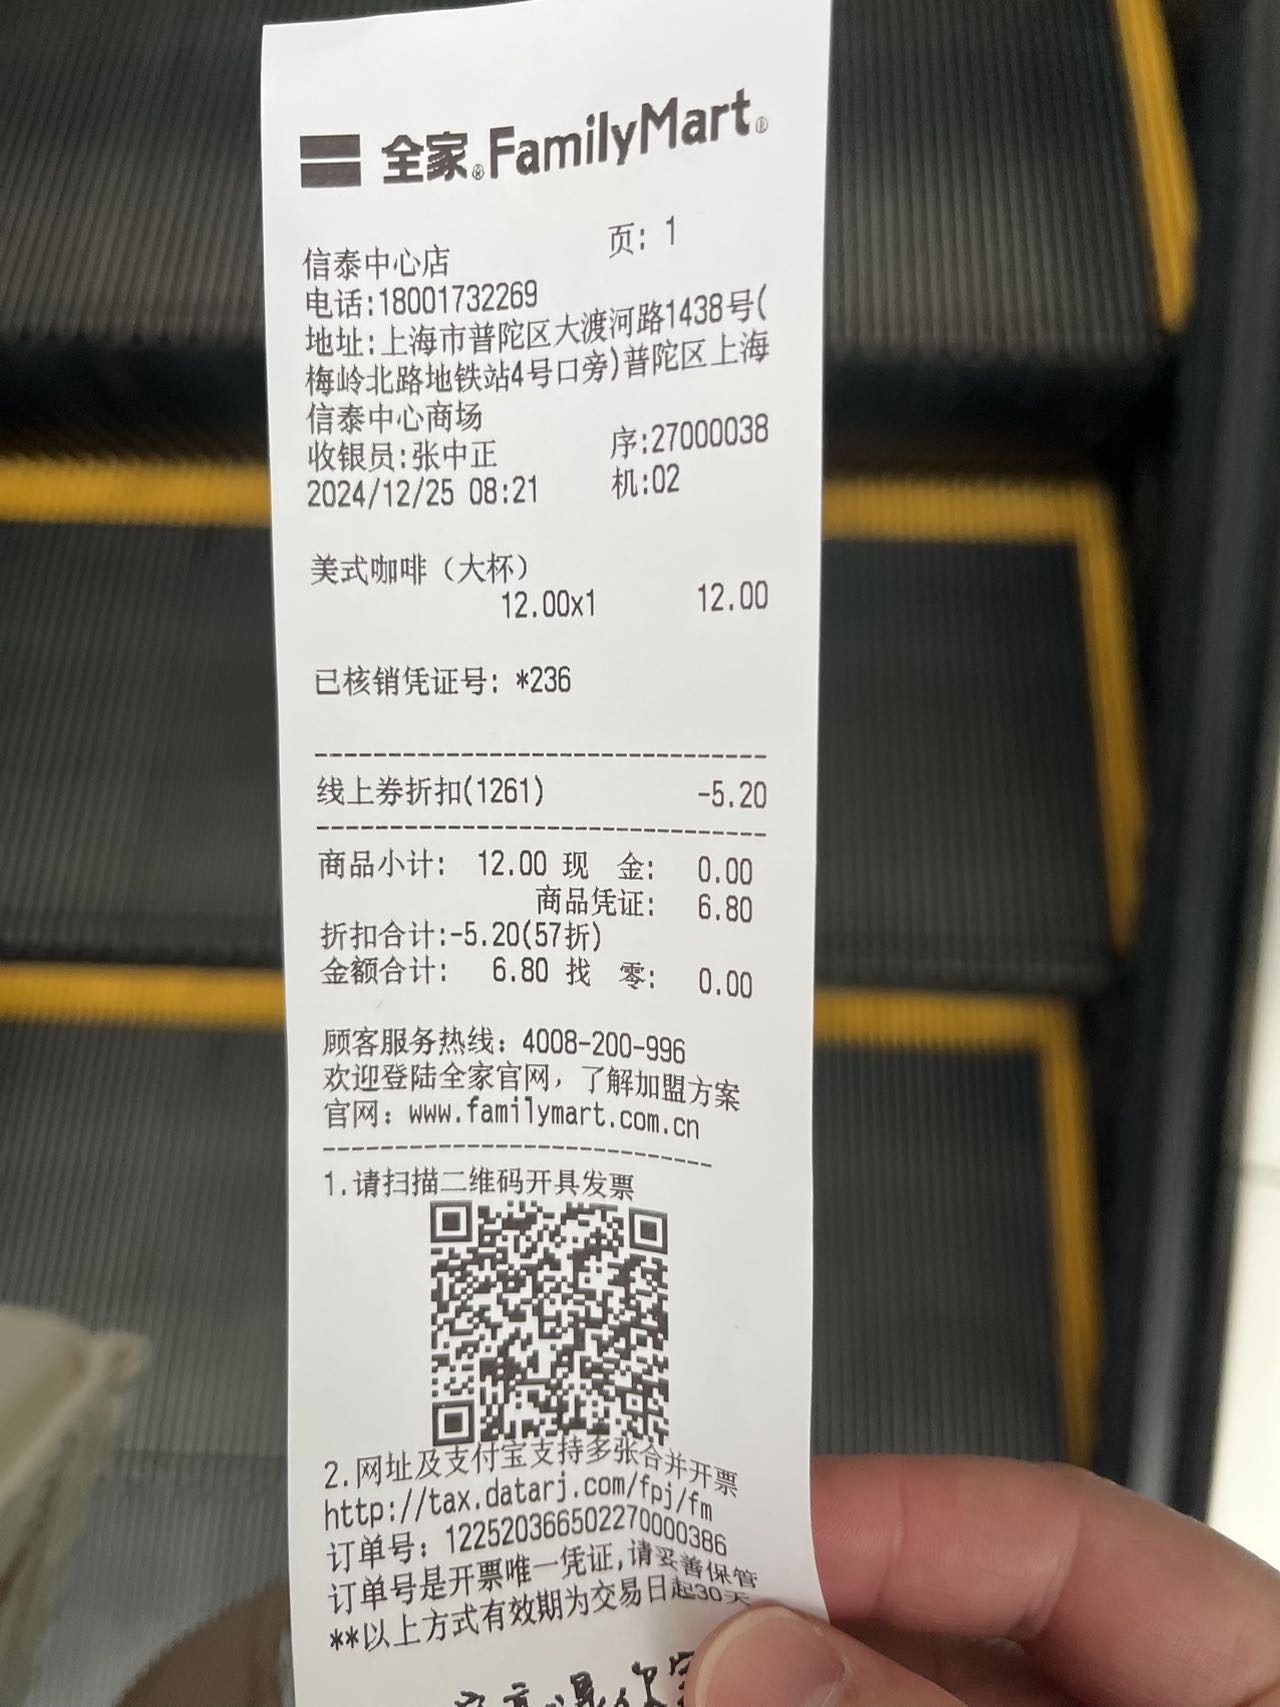 全家®FamilyMart®
页: 1
信泰中心店
电话:18001732269
地址:上海市普陀区大渡河路1438号(
梅岭北路地铁站4号口旁)普陀区上海
信泰中心商场
收银员:张中正 序:27000038
2024/12/25 08:21 机:02
美式咖啡（大杯）
12.00x1 12.00
已核销凭证号: *236
线上券折扣(1261) -5.20
商品小计: 12.00 现 金: 0.00
商品凭证: 6.80
折扣合计:-5.20(57折)
金额合计: 6.80 找 零: 0.00
顾客服务热线: 4008-200-996
欢迎登陆全家官网，了解加盟方案
官网: www.familymart.com.cn
1.请扫描二维码开具发票
2.网址及支付宝支持多张合并开票
http://tax.datarj.com/fpj/fm
订单号: 122520366502270000386
订单号是开票唯一凭证,请妥善保管
**以上方式有效期为交易日起30天